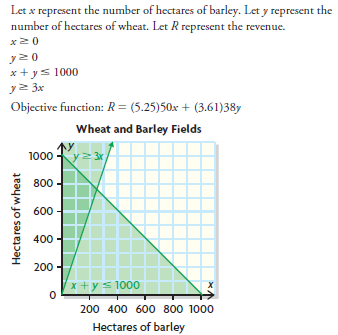 Let x represent the number of hectares of barley. Let y represent the
number of hectares of wheat. Let R represent the revenue.
x ≥ 0
y ≥ 0
x + y ≤ 1000
y ≥ 3x
Objective function: R = (5.25)50x + (3.61)38y
Wheat and Barley Fields
y
y ≥ 3x
1000
800
600
400
200
0
Hectares of wheat
x + y ≤ 1000
x
200 400 600 800 1000
Hectares of barley